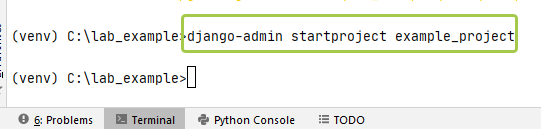 (venv) C:\lab_example>django-admin startproject example_project
(venv) C:\lab_example>
6: Problems Terminal Python Console TODO